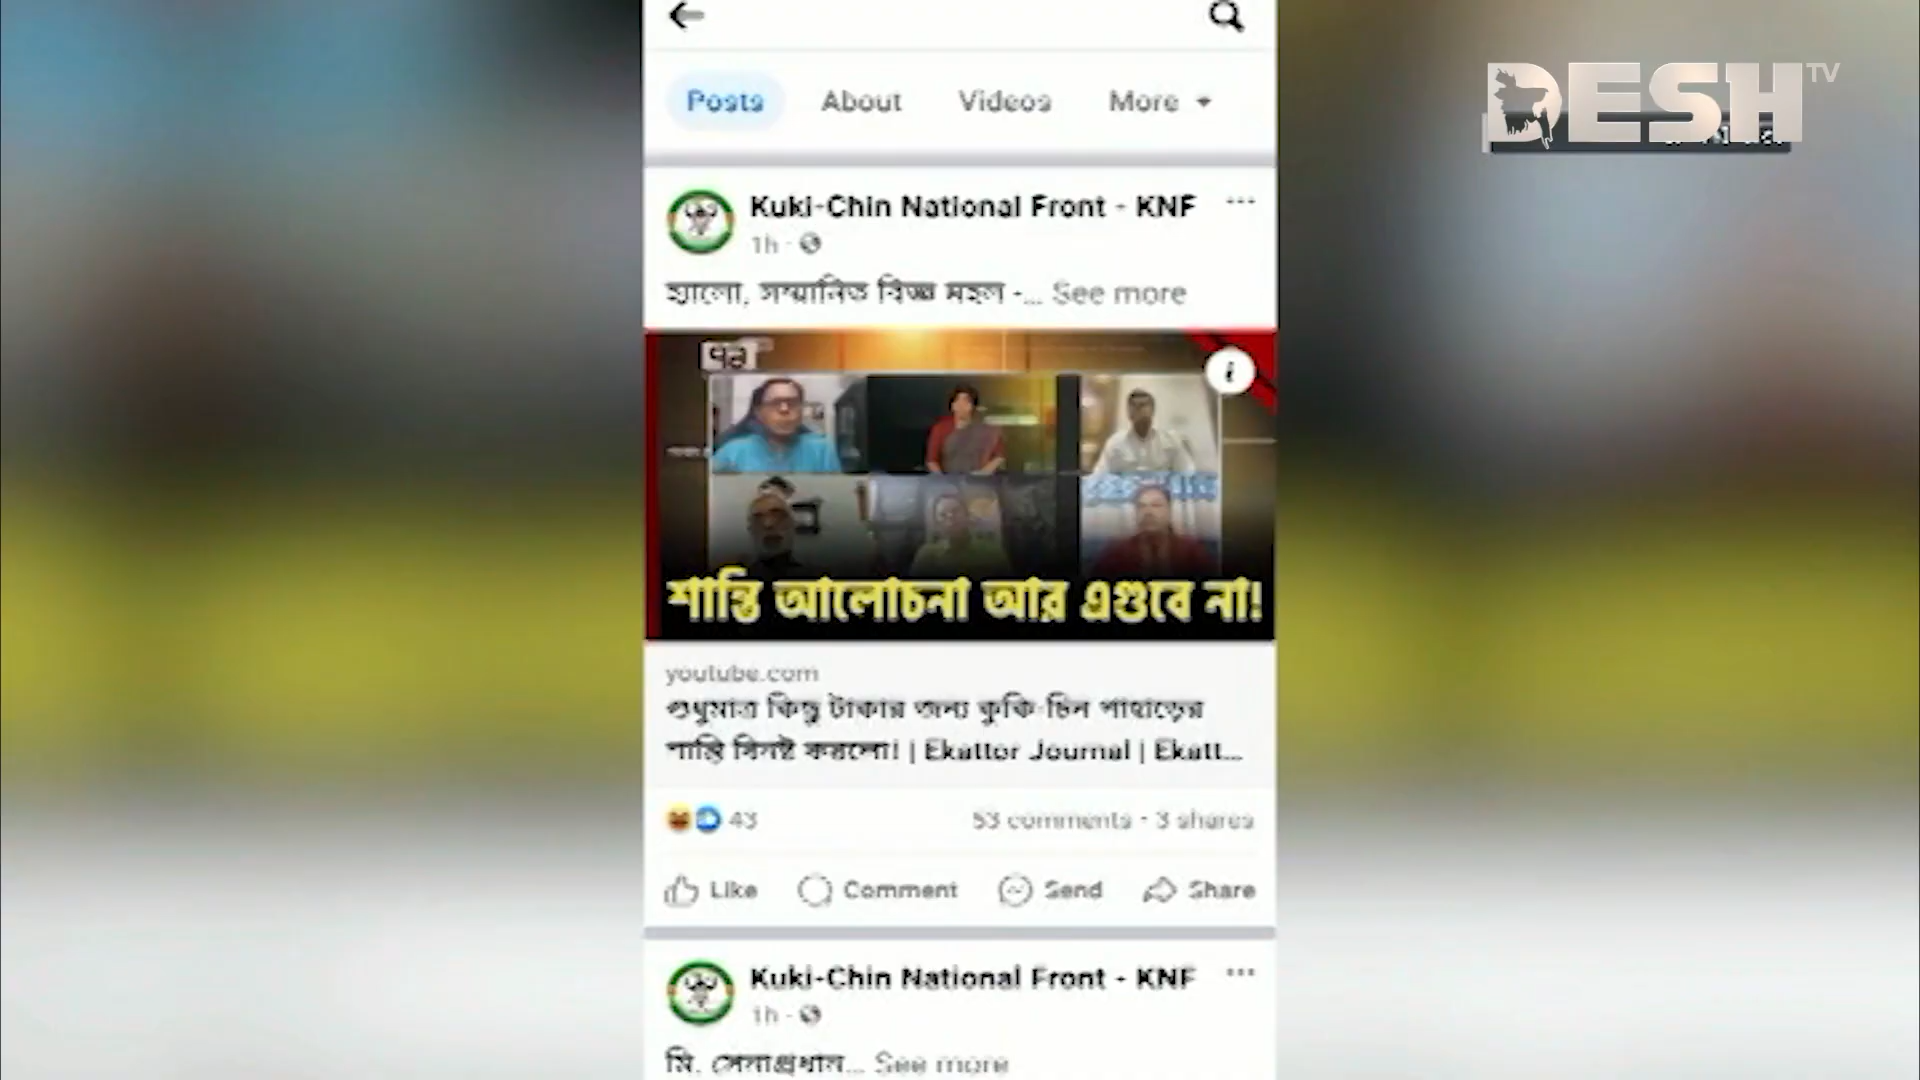 DESH TV
Posts About Videos More
Kuki-Chin National Front - KNF
1h
হ্যালো, সম্মানিত বিজ্ঞ মহল -... See more
শান্তি আলোচনা আর এগুবে না!
youtube.com
শুধুমাত্র কিছু টাকার জন্য কুকি-চিন পাহাড়ের
শান্তি বিনষ্ট করলো! | Ekattor Journal | Ekatt...
43 53 comments · 3 shares
Like Comment Send Share
Kuki-Chin National Front - KNF
1h
মি. সেনাপ্রধান... See more